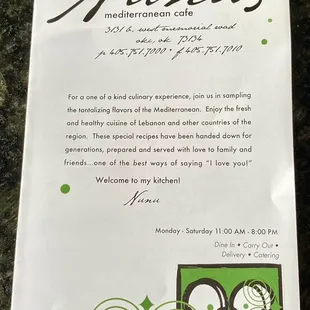 mediterranean cafe
3131 w. west memorial road
okc, ok 73134
p 405.751.7000 • f 405.751.7010
For a one of a kind culinary experience, join us in sampling
the tantalizing flavors of the Mediterranean. Enjoy the fresh
and healthy cuisine of Lebanon and other countries of the
region. These special recipes have been handed down for
generations, prepared and served with love to family and
friends...one of the best ways of saying "I love you!"
Welcome to my kitchen!
Nunu
Monday - Saturday 11:00 AM - 8:00 PM
Dine In • Carry Out •
Delivery • Catering